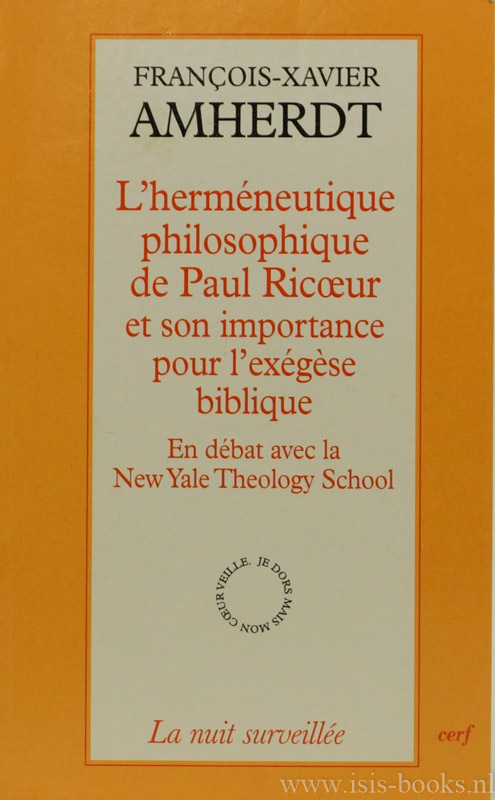 FRANÇOIS-XAVIER
AMHERDT
L'herméneutique
philosophique
de Paul Ricœur
et son importance
pour l'exégèse
biblique
En débat avec la
New Yale Theology School
JE DORS MAIS MON CŒUR VEILLE.
La nuit surveillée
cerf
www.isis-books.nl